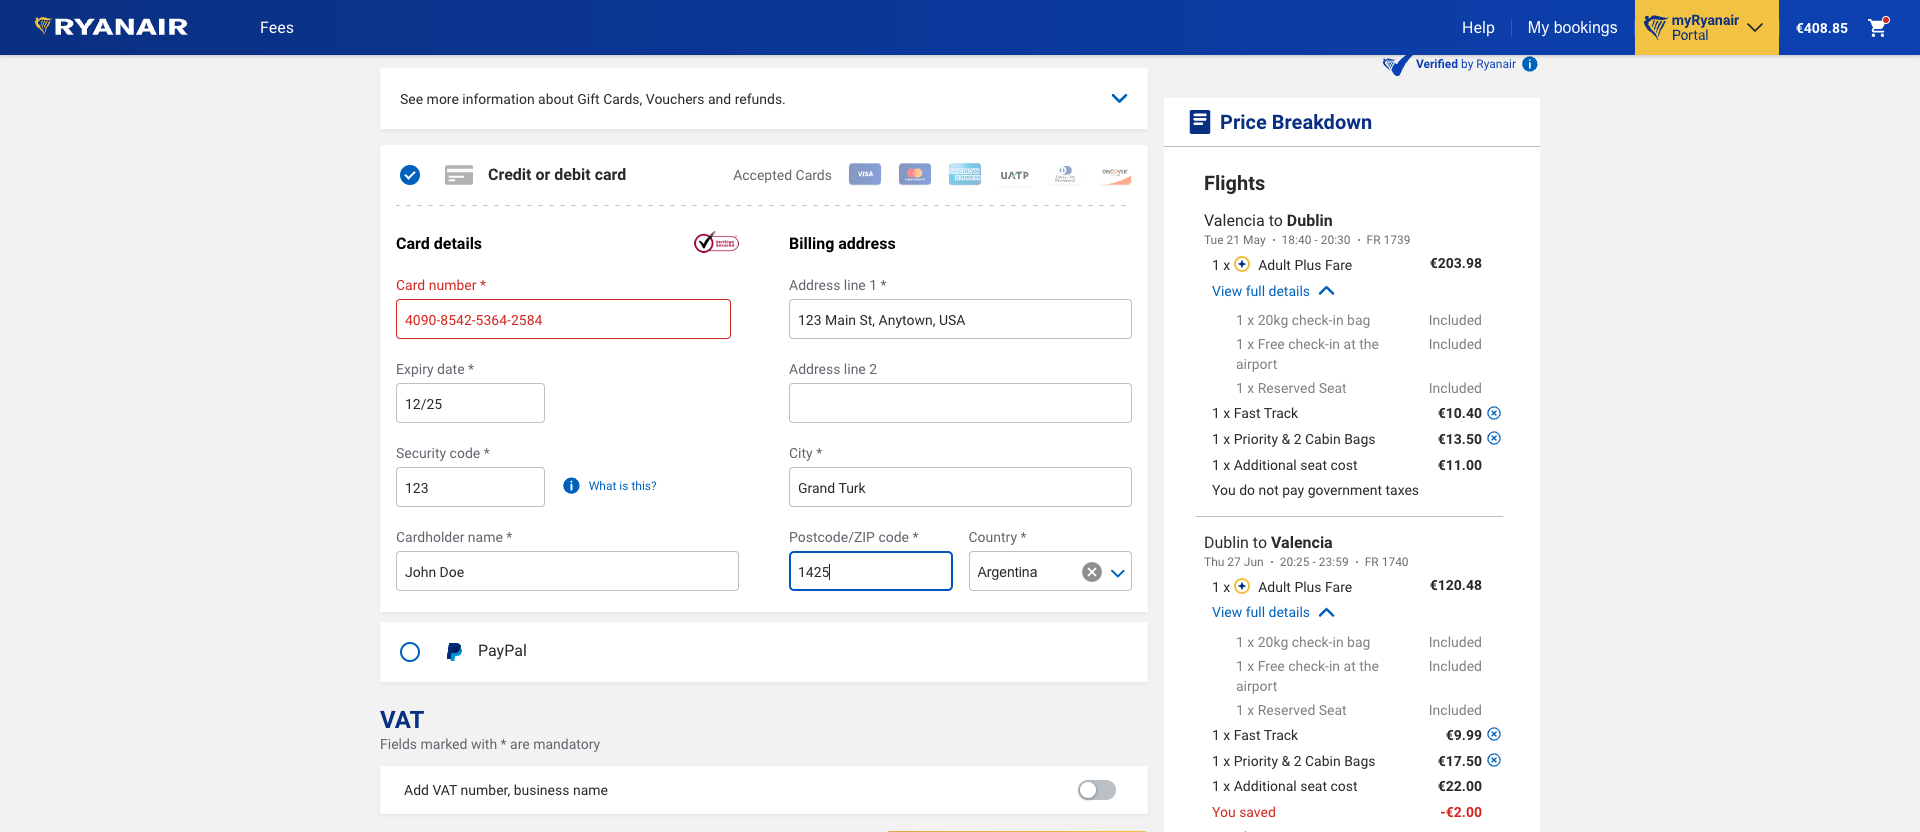 RYANAIR
Fees
Help
My bookings
myRyanair
Portal
€408.85
Verified by Ryanair
See more information about Gift Cards, Vouchers and refunds.
Credit or debit card
Accepted Cards
VISA
UATP
DISCOVER
Card details
Card number *
4090-8542-5364-2584
Expiry date *
12/25
Security code *
123
What is this?
Cardholder name *
John Doe
Billing address
Address line 1 *
123 Main St, Anytown, USA
Address line 2
City *
Grand Turk
Postcode/ZIP code *
1425
Country *
Argentina
PayPal
VAT
Fields marked with * are mandatory
Add VAT number, business name
Price Breakdown
Flights
Valencia to Dublin
Tue 21 May • 18:40 - 20:30 • FR 1739
1 x Adult Plus Fare €203.98
View full details
1 x 20kg check-in bag Included
1 x Free check-in at the Included
airport
1 x Reserved Seat Included
1 x Fast Track €10.40
1 x Priority & 2 Cabin Bags €13.50
1 x Additional seat cost €11.00
You do not pay government taxes
Dublin to Valencia
Thu 27 Jun • 20:25 - 23:59 • FR 1740
1 x Adult Plus Fare €120.48
View full details
1 x 20kg check-in bag Included
1 x Free check-in at the Included
airport
1 x Reserved Seat Included
1 x Fast Track €9.99
1 x Priority & 2 Cabin Bags €17.50
1 x Additional seat cost €22.00
You saved -€2.00